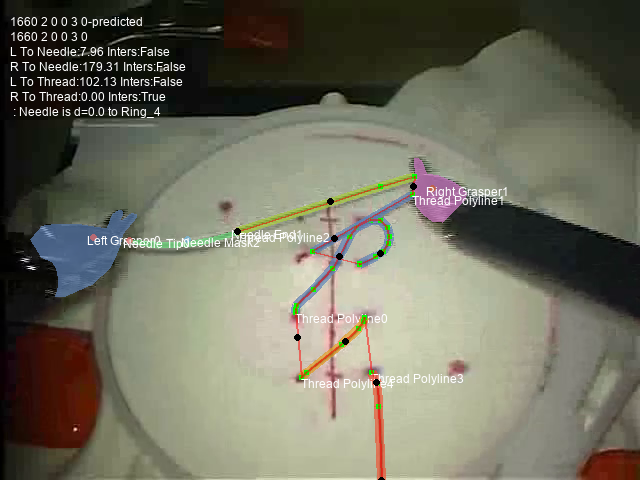 1660 2 0 0 3 0-predicted
1660 2 0 0 3 0
L To Needle:7.96 Inters:False
R To Needle:179.31 Inters:False
L To Thread:102.13 Inters:False
R To Thread:0.00 Inters:True
: Needle is d=0.0 to Ring_4
Right Grasper1
Thread Polyline1
Needle End1
Thread Polyline2
Left Grasper0
Needle Tip
Needle Mask2
Thread Polyline0
Thread Polyline3
Thread Polyline4